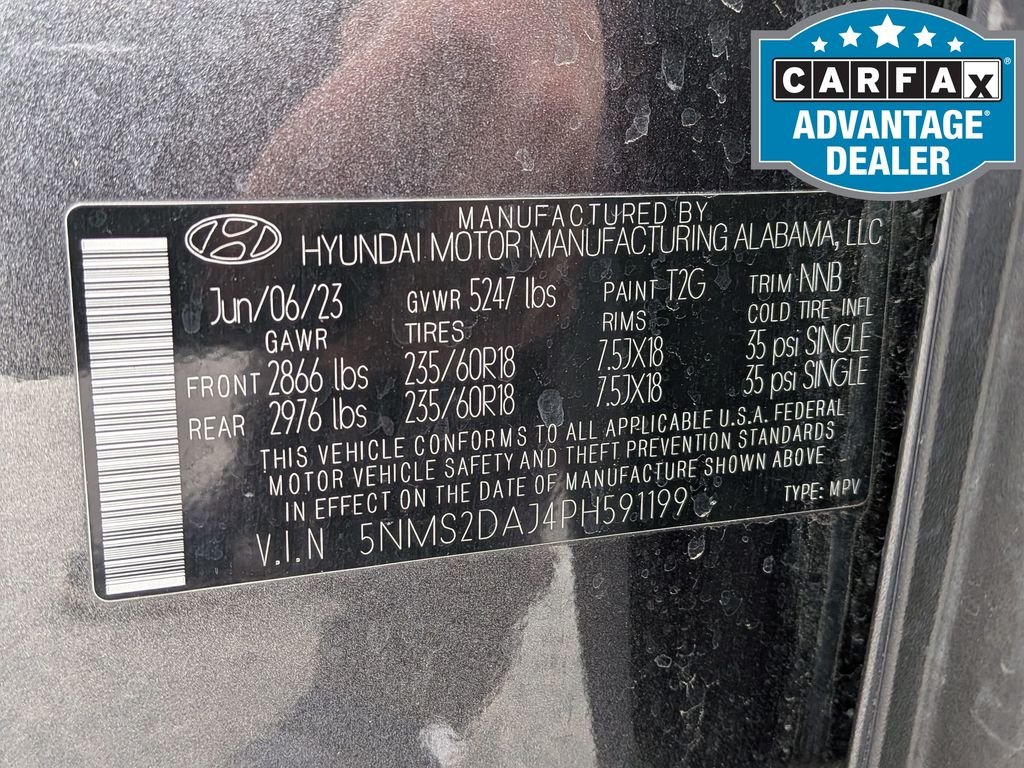 CARFAX®
ADVANTAGE®
DEALER
MANUFACTURED BY
HYUNDAI MOTOR MANUFACTURING ALABAMA, LLC
Jun/06/23 GVWR 5247 lbs PAINT T2G TRIM NNB
GAWR TIRES RIMS COLD TIRE INFL
FRONT 2866 lbs 235/60R18 7.5JX18 35 psi SINGLE
REAR 2976 lbs 235/60R18 7.5JX18 35 psi SINGLE
THIS VEHICLE CONFORMS TO ALL APPLICABLE U.S.A. FEDERAL
MOTOR VEHICLE SAFETY AND THEFT PREVENTION STANDARDS
IN EFFECT ON THE DATE OF MANUFACTURE SHOWN ABOVE
V.I.N 5NMS2DAJ4PH591199 TYPE: MPV